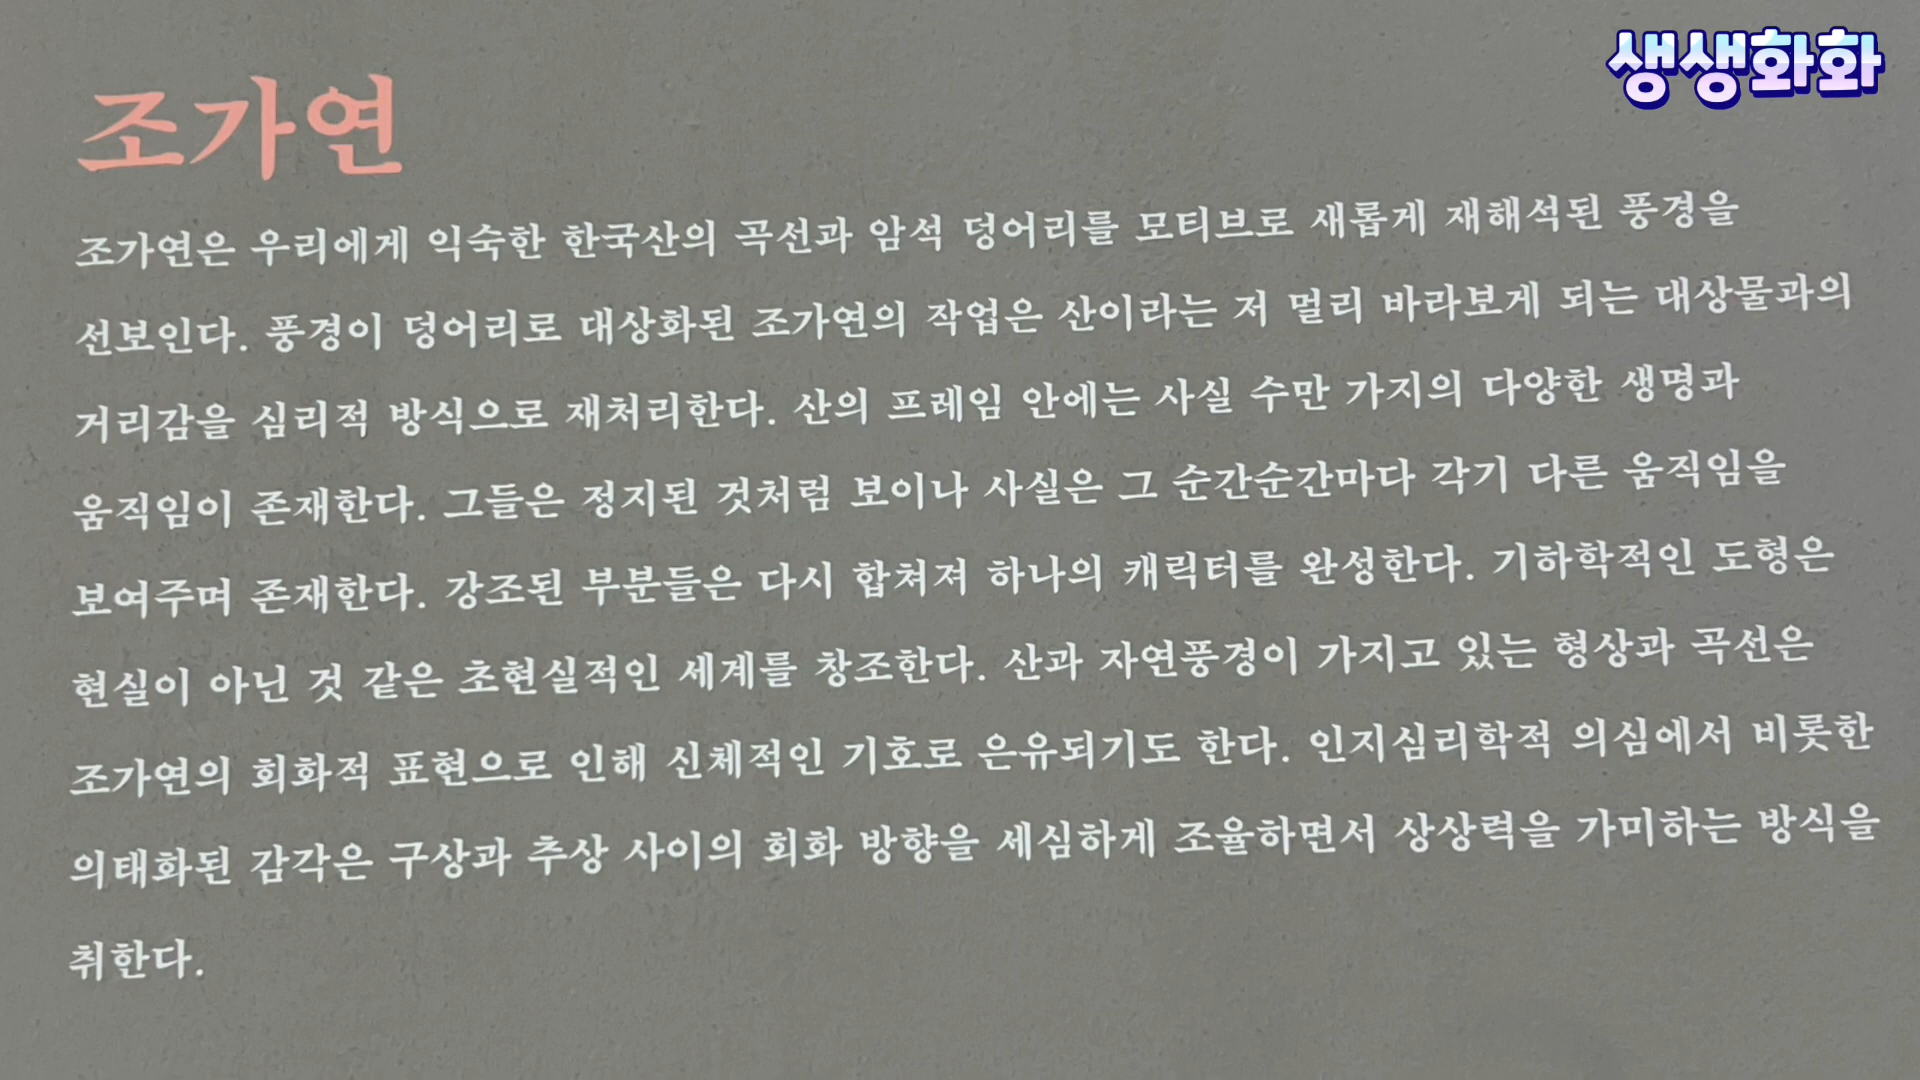 생생화화
조가연
조가연은 우리에게 익숙한 한국산의 곡선과 암석 덩어리를 모티브로 새롭게 재해석된 풍경을
선보인다. 풍경이 덩어리로 대상화된 조가연의 작업은 산이라는 저 멀리 바라보게 되는 대상물과의
거리감을 심리적 방식으로 재처리한다. 산의 프레임 안에는 사실 수만 가지의 다양한 생명과
움직임이 존재한다. 그들은 정지된 것처럼 보이나 사실은 그 순간순간마다 각기 다른 움직임을
보여주며 존재한다. 강조된 부분들은 다시 합쳐져 하나의 캐릭터를 완성한다. 기하학적인 도형은
현실이 아닌 것 같은 초현실적인 세계를 창조한다. 산과 자연풍경이 가지고 있는 형상과 곡선은
조가연의 회화적 표현으로 인해 신체적인 기호로 은유되기도 한다. 인지심리학적 의심에서 비롯한
의태화된 감각은 구상과 추상 사이의 회화 방향을 세심하게 조율하면서 상상력을 가미하는 방식을
취한다.